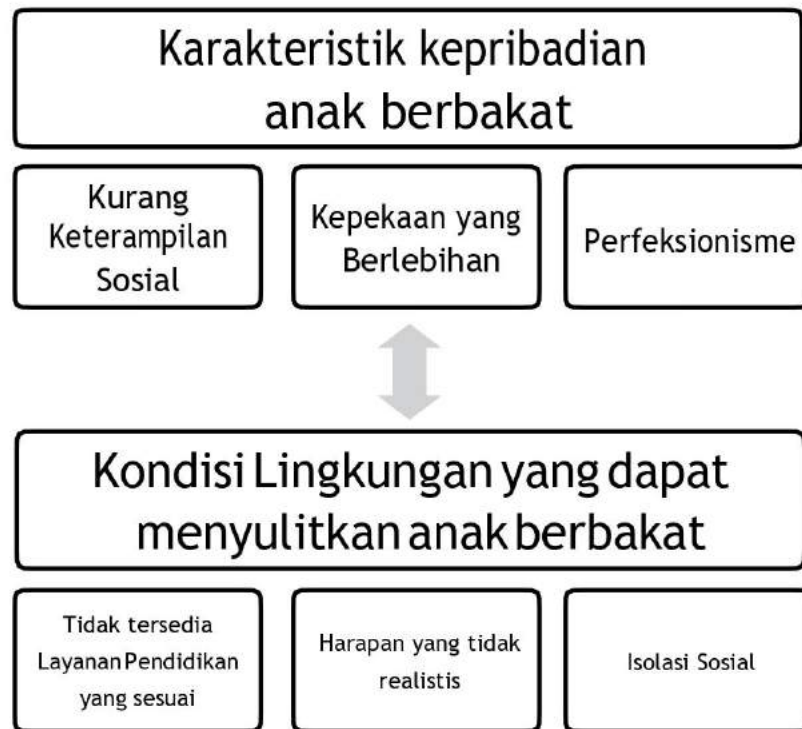 Karakteristik kepribadian
anak berbakat
Kurang
Keterampilan
Sosial
Kepekaan yang
Berlebihan
Perfeksionisme
Kondisi Lingkungan yang dapat
menyulitkan anak berbakat
Tidak tersedia
Layanan Pendidikan
yang sesuai
Harapan yang tidak
realistis
Isolasi Sosial